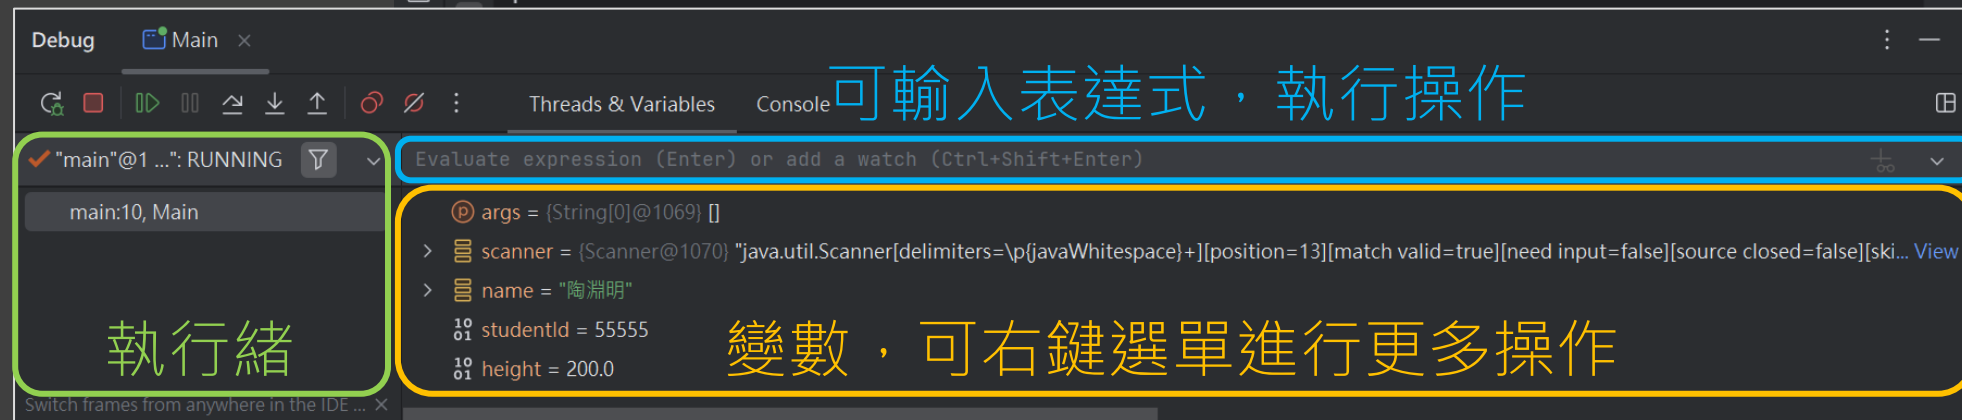 Debug Main
可輸入表達式，執行操作
Threads & Variables Console
"main"@1 ...": RUNNING
Evaluate expression (Enter) or add a watch (Ctrl+Shift+Enter)
main:10, Main
args = {String[0]@1069} []
scanner = {Scanner@1070} "java.util.Scanner[delimiters=\p{javaWhitespace}+][position=13][match valid=true][need input=false][source closed=false][ski... View
name = "陶淵明"
studentId = 55555
height = 200.0
執行緒
變數，可右鍵選單進行更多操作
Switch frames from anywhere in the IDE ...